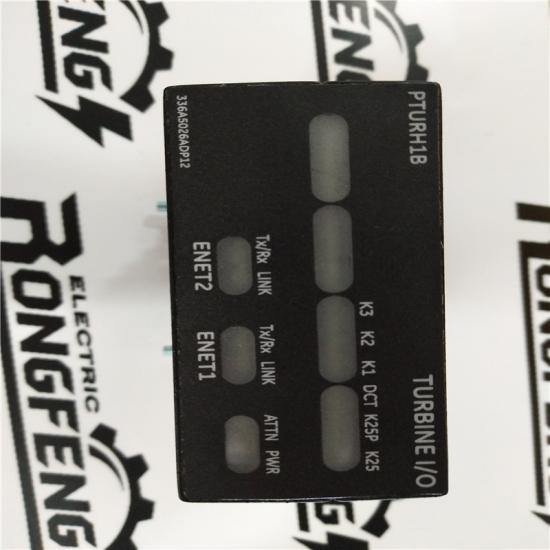 PTURH1B
TURBINE I/O
K3
K2
K1
DCT
K25P
K25
336A5026ADP12
Tx/Rx
LINK
ENET2
Tx/Rx
LINK
ENET1
ATTN
PWR
RONGFENG
ELECTRIC